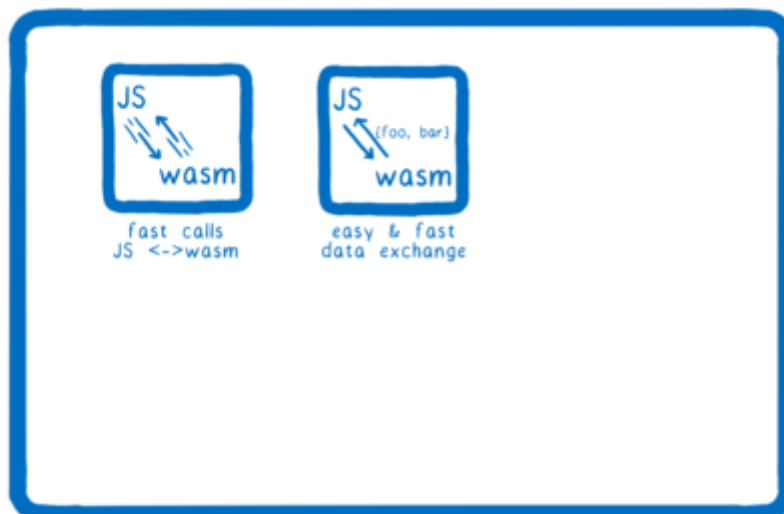 JS
wasm
fast calls
JS <->wasm
JS
{foo, bar}
wasm
easy & fast
data exchange